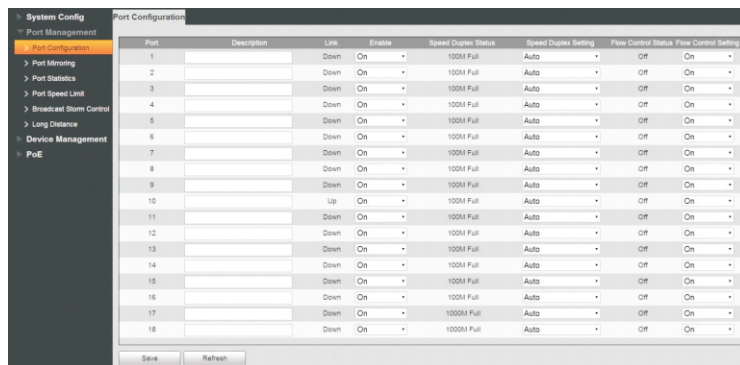 System Config
Port Management
> Port Configuration
> Port Mirroring
> Port Statistics
> Port Speed Limit
> Broadcast Storm Control
> Long Distance
Device Management
PoE
Port Configuration
Port Description Link Enable Speed Duplex Status Speed Duplex Setting Flow Control Status Flow Control Setting
1 Down On 100M Full Auto Off On
2 Down On 100M Full Auto Off On
3 Down On 100M Full Auto Off On
4 Down On 100M Full Auto Off On
5 Down On 100M Full Auto Off On
6 Down On 100M Full Auto Off On
7 Down On 100M Full Auto Off On
8 Down On 100M Full Auto Off On
9 Down On 100M Full Auto Off On
10 Up On 100M Full Auto Off On
11 Down On 100M Full Auto Off On
12 Down On 100M Full Auto Off On
13 Down On 100M Full Auto Off On
14 Down On 100M Full Auto Off On
15 Down On 100M Full Auto Off On
16 Down On 100M Full Auto Off On
17 Down On 1000M Full Auto Off On
18 Down On 1000M Full Auto Off On
Save Refresh